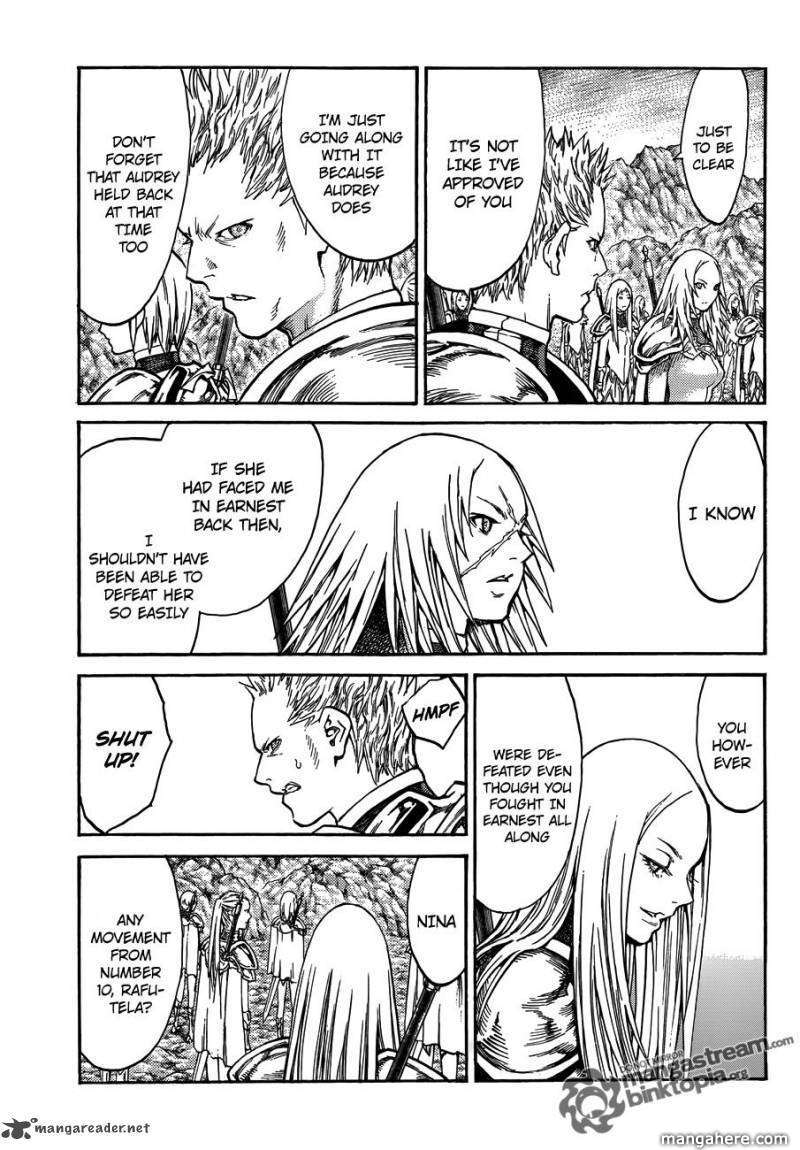 JUST
TO BE
CLEAR
IT'S NOT
LIKE I'VE
APPROVED
OF YOU
I'M JUST
GOING ALONG
WITH IT
BECAUSE
AUDREY
DOES
DON'T
FORGET
THAT AUDREY
HELD BACK
AT THAT
TIME
TOO
I KNOW
IF SHE
HAD FACED ME
IN EARNEST
BACK THEN,
I
SHOULDN'T HAVE
BEEN ABLE TO
DEFEAT HER
SO EASILY
YOU
HOW-
EVER
WERE DE-
FEATED EVEN
THOUGH YOU
FOUGHT IN
EARNEST ALL
ALONG
HMPF
SHUT
UP!
NINA
ANY
MOVEMENT
FROM
NUMBER
10, RAFU-
TELA?
mangastream.com
binktopia.org
mangareader.net
mangahere.com